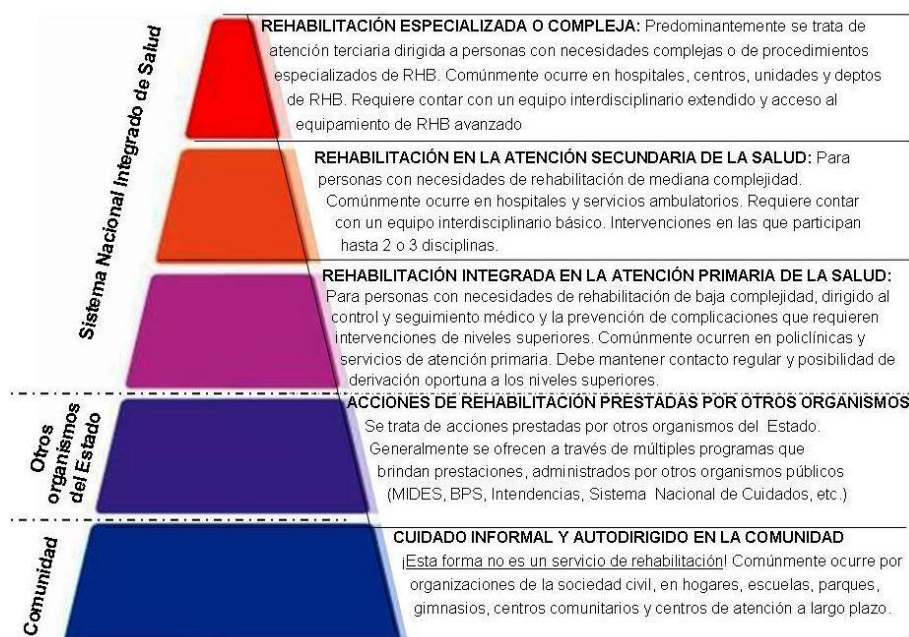 Sistema Nacional Integrado de Salud
REHABILITACIÓN ESPECIALIZADA O COMPLEJA: Predominantemente se trata de
atención terciaria dirigida a personas con necesidades complejas o de procedimientos
especializados de RHB. Comúnmente ocurre en hospitales, centros, unidades y deptos
de RHB. Requiere contar con un equipo interdisciplinario extendido y acceso al
equipamiento de RHB avanzado
REHABILITACIÓN EN LA ATENCIÓN SECUNDARIA DE LA SALUD: Para
personas con necesidades de rehabilitación de mediana complejidad.
Comúnmente ocurre en hospitales y servicios ambulatorios. Requiere contar
con un equipo interdisciplinario básico. Intervenciones en las que participan
hasta 2 o 3 disciplinas.
REHABILITACIÓN INTEGRADA EN LA ATENCIÓN PRIMARIA DE LA SALUD:
Para personas con necesidades de rehabilitación de baja complejidad, dirigido al
control y seguimiento médico y la prevención de complicaciones que requieren
intervenciones de niveles superiores. Comúnmente ocurren en policlínicas y
servicios de atención primaria. Debe mantener contacto regular y posibilidad de
derivación oportuna a los niveles superiores.
Otros
organismos
del Estado
ACCIONES DE REHABILITACIÓN PRESTADAS POR OTROS ORGANISMOS
Se trata de acciones prestadas por otros organismos del Estado.
Generalmente se ofrecen a través de múltiples programas que
brindan prestaciones, administrados por otros organismos públicos
(MIDES, BPS, Intendencias, Sistema Nacional de Cuidados, etc.)
Comunidad
CUIDADO INFORMAL Y AUTODIRIGIDO EN LA COMUNIDAD
¡Esta forma no es un servicio de rehabilitación! Comúnmente ocurre por
organizaciones de la sociedad civil, en hogares, escuelas, parques,
gimnasios, centros comunitarios y centros de atención a largo plazo.